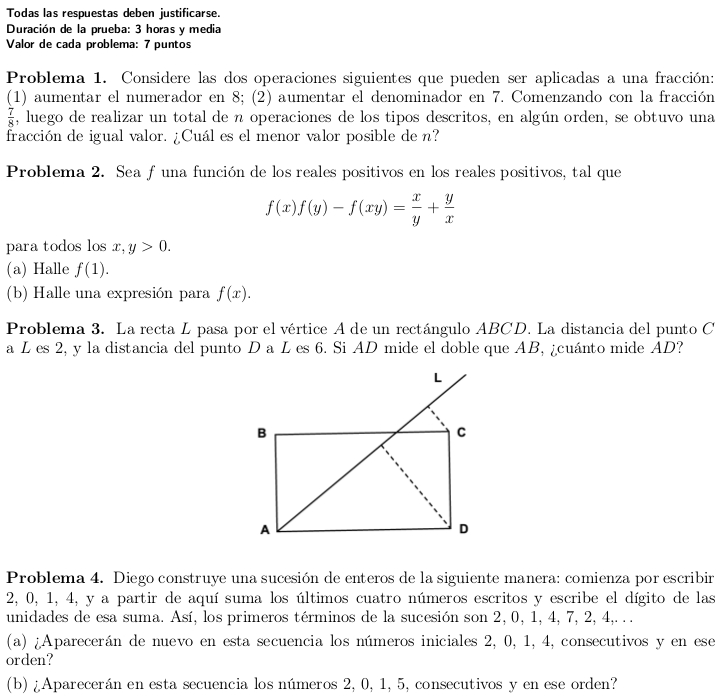 Todas las respuestas deben justificarse.
Duración de la prueba: 3 horas y media
Valor de cada problema: 7 puntos
Problema 1. Considere las dos operaciones siguientes que pueden ser aplicadas a una fracción:
(1) aumentar el numerador en 8; (2) aumentar el denominador en 7. Comenzando con la fracción
7/8, luego de realizar un total de n operaciones de los tipos descritos, en algún orden, se obtuvo una
fracción de igual valor. ¿Cuál es el menor valor posible de n?
Problema 2. Sea f una función de los reales positivos en los reales positivos, tal que
f(x)f(y) − f(xy) = x/y + y/x
para todos los x, y > 0.
(a) Halle f(1).
(b) Halle una expresión para f(x).
Problema 3. La recta L pasa por el vértice A de un rectángulo ABCD. La distancia del punto C
a L es 2, y la distancia del punto D a L es 6. Si AD mide el doble que AB, ¿cuánto mide AD?
L
B
C
A
D
Problema 4. Diego construye una sucesión de enteros de la siguiente manera: comienza por escribir
2, 0, 1, 4, y a partir de aquí suma los últimos cuatro números escritos y escribe el dígito de las
unidades de esa suma. Así, los primeros términos de la sucesión son 2, 0, 1, 4, 7, 2, 4,...
(a) ¿Aparecerán de nuevo en esta secuencia los números iniciales 2, 0, 1, 4, consecutivos y en ese
orden?
(b) ¿Aparecerán en esta secuencia los números 2, 0, 1, 5, consecutivos y en ese orden?